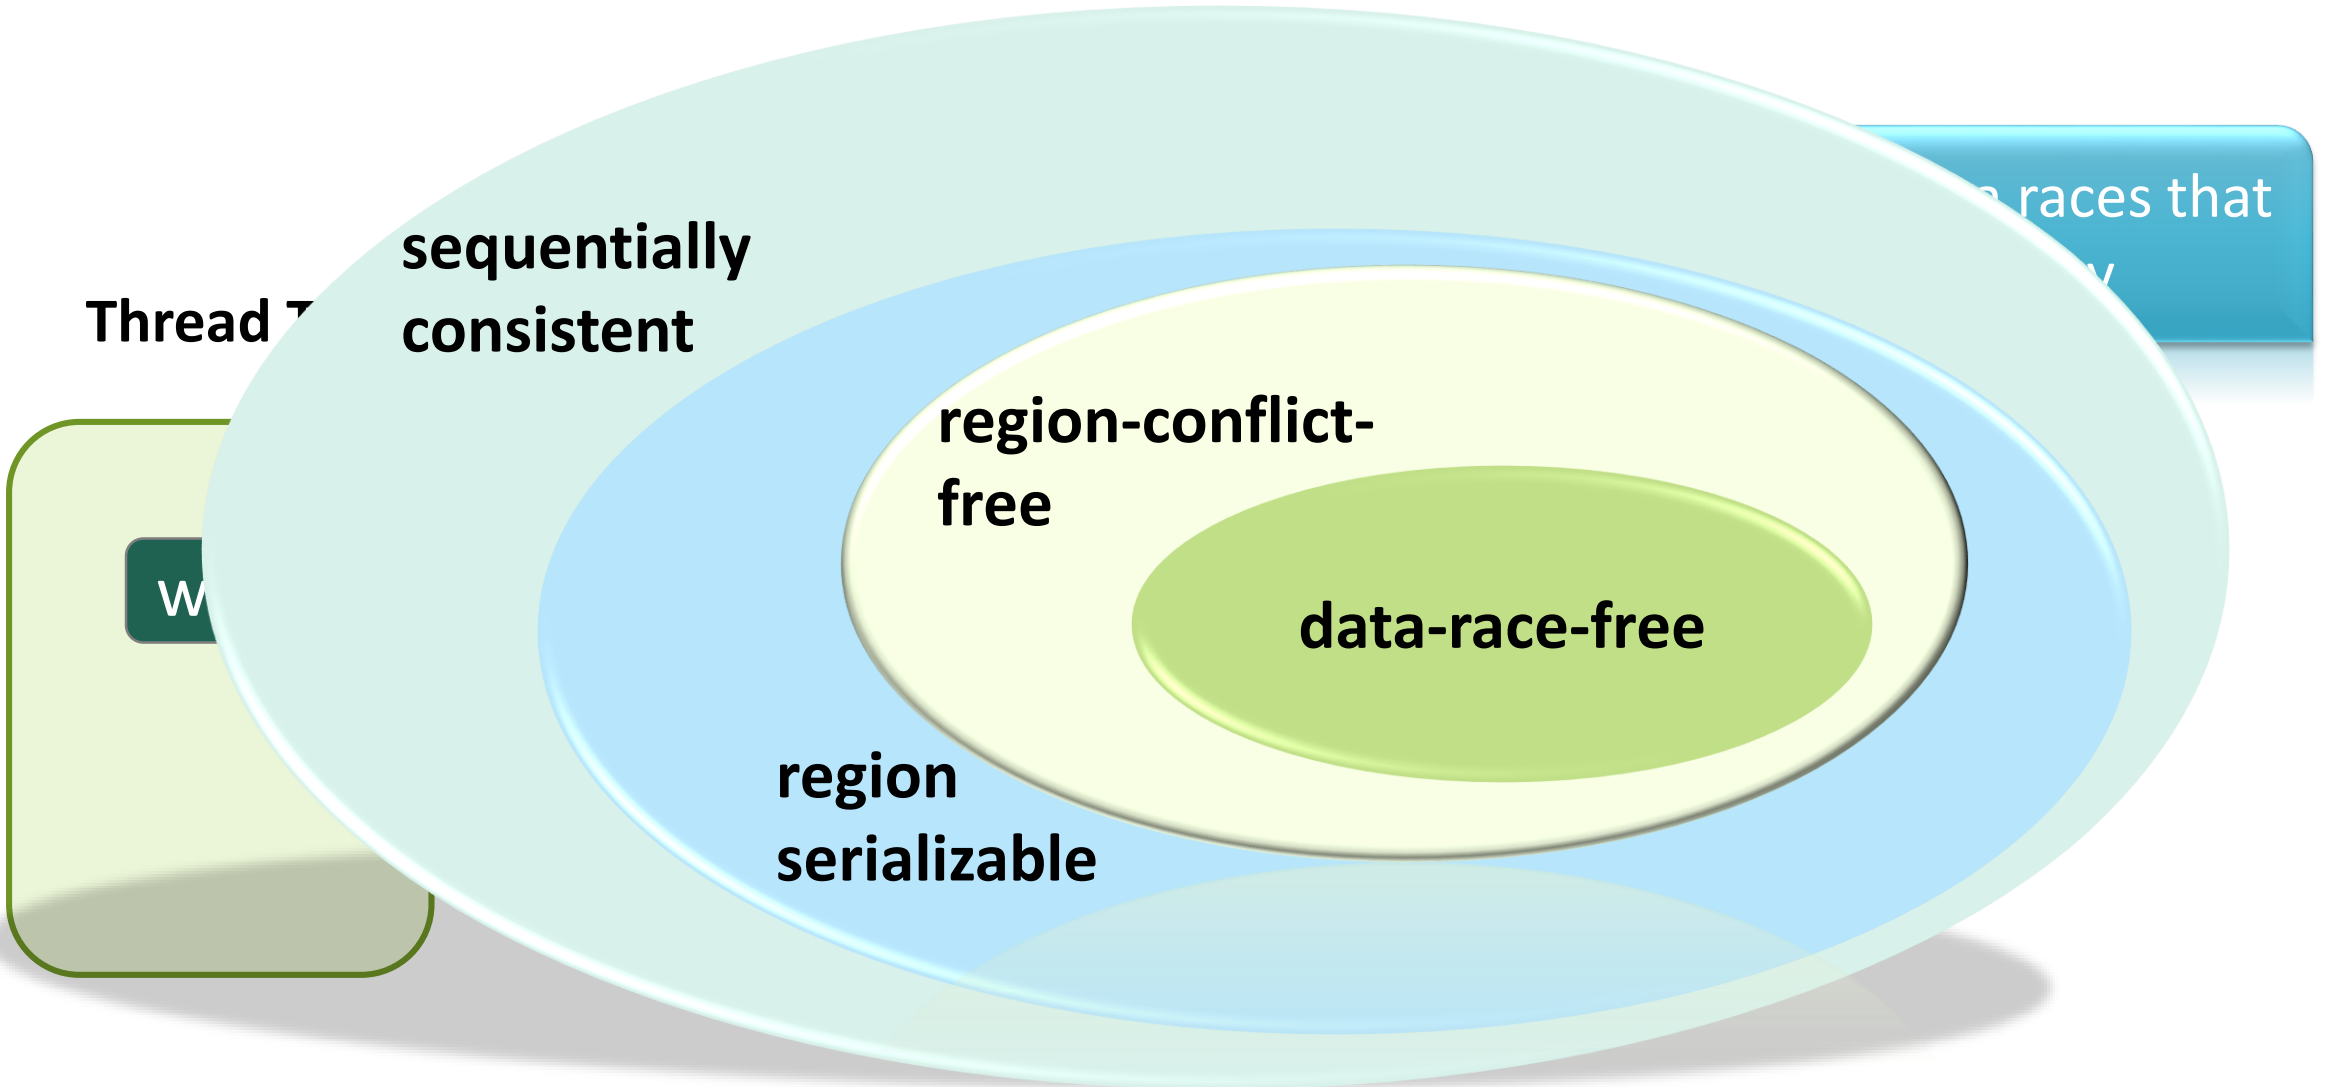 sequentially
consistent
races that
Thread
region-conflict-
free
data-race-free
region
serializable